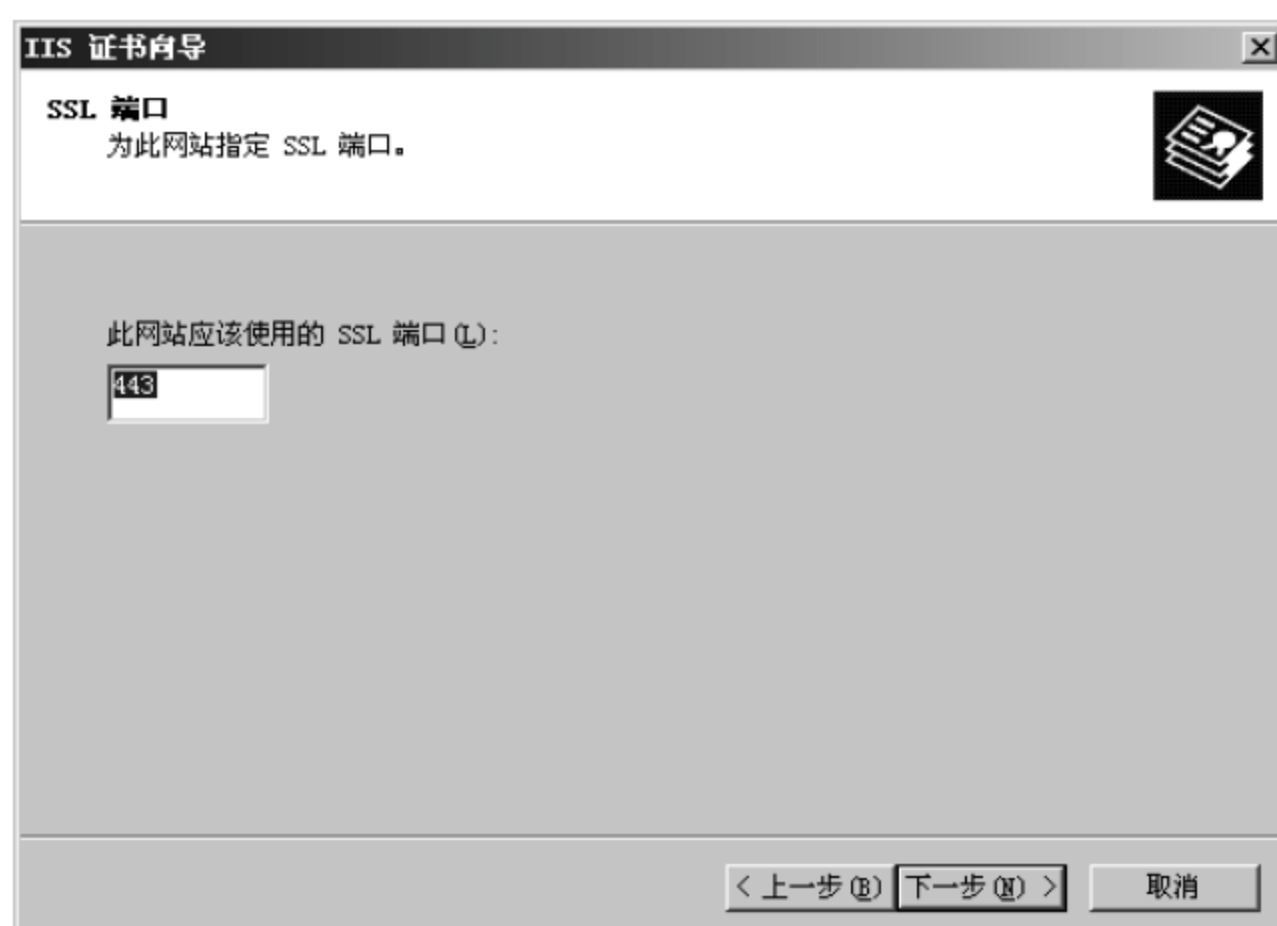 IIS 证书向导
SSL 端口
为此网站指定 SSL 端口。
此网站应该使用的 SSL 端口(L):
443
< 上一步(B) 下一步(N) > 取消